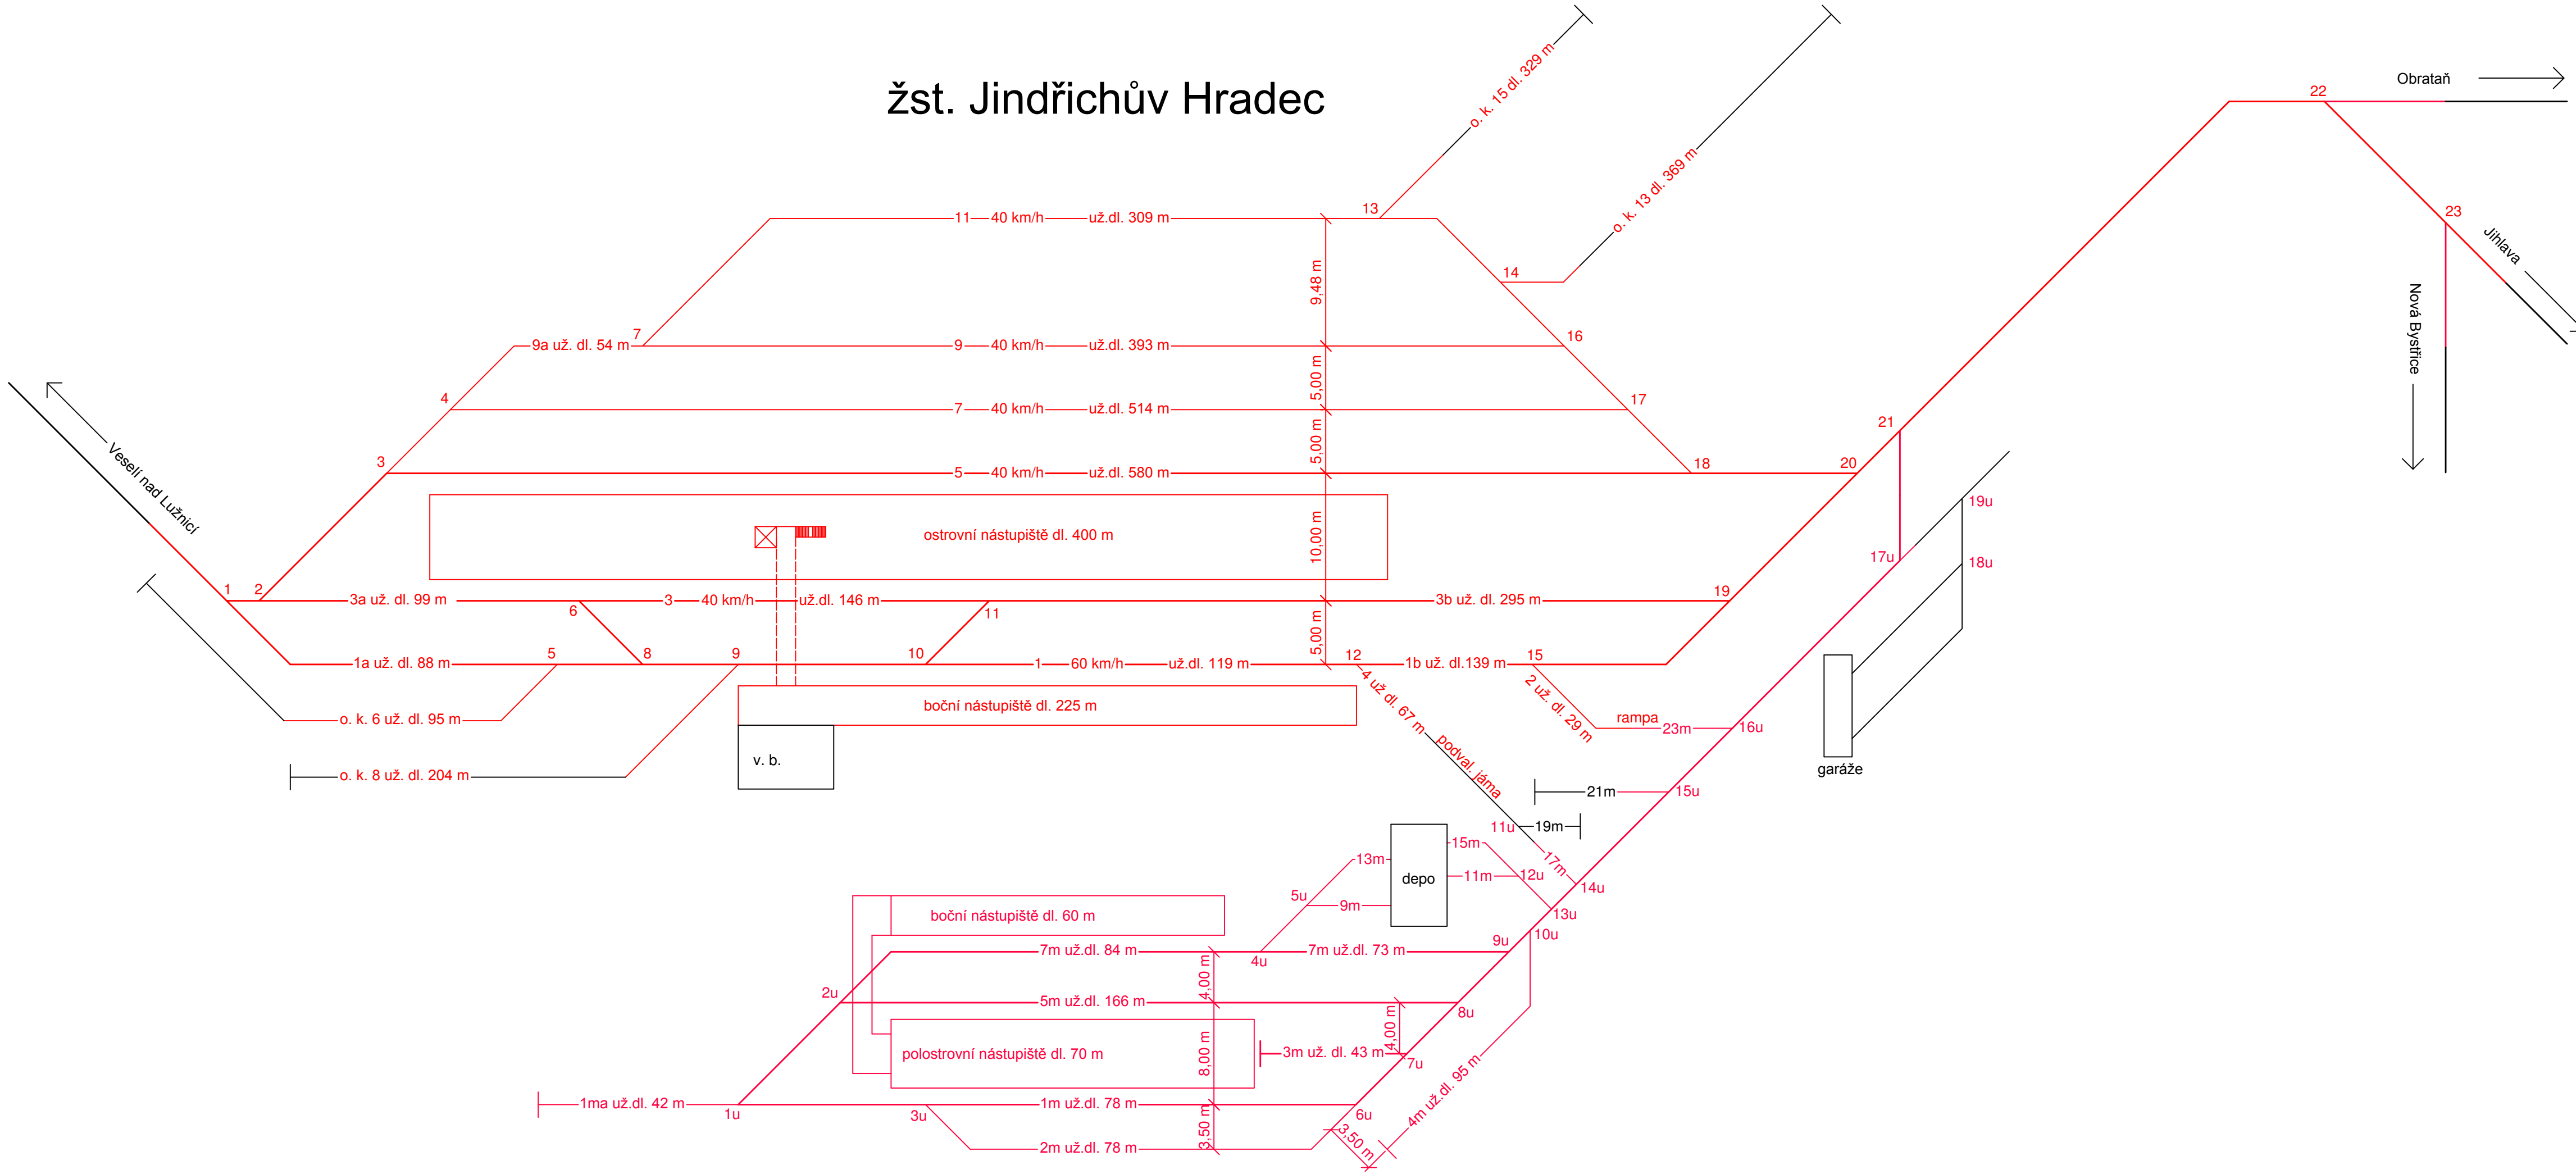 žst. Jindřichův Hradec
Obrataň
22
o. k. 15 dl. 329 m
o. k. 13 dl. 369 m
13
11 40 km/h už.dl. 309 m
23
Jihlava
Nová Bystřice
14
9,48 m
7
16
9a už. dl. 54 m
9 40 km/h už.dl. 393 m
5,00 m
4
17
7 40 km/h už.dl. 514 m
21
Veselí nad Lužnicí
5,00 m
3
18
20
5 40 km/h už.dl. 580 m
19u
ostrovní nástupiště dl. 400 m
10,00 m
17u
18u
1
2
19
3a už. dl. 99 m
3 40 km/h už.dl. 146 m
3b už. dl. 295 m
6
11
5,00 m
5
8
9
10
12
15
1a už. dl. 88 m
1 60 km/h už.dl. 119 m
1b už. dl.139 m
4 už dl. 67 m
2 už. dl. 29 m
boční nástupiště dl. 225 m
o. k. 6 už. dl. 95 m
rampa
23m
16u
v. b.
podval. jáma
garáže
o. k. 8 už. dl. 204 m
21m
15u
11u
19m
15m
13m
17m
depo
11m
12u
14u
5u
9m
13u
boční nástupiště dl. 60 m
10u
9u
7m už.dl. 84 m
4u
7m už.dl. 73 m
4,00 m
2u
5m už.dl. 166 m
8u
4,00 m
polostrovní nástupiště dl. 70 m
8,00 m
3m už. dl. 43 m
7u
4m už.dl. 95 m
1ma už.dl. 42 m
1u
3u
1m už.dl. 78 m
6u
3,50 m
3,50 m
2m už.dl. 78 m